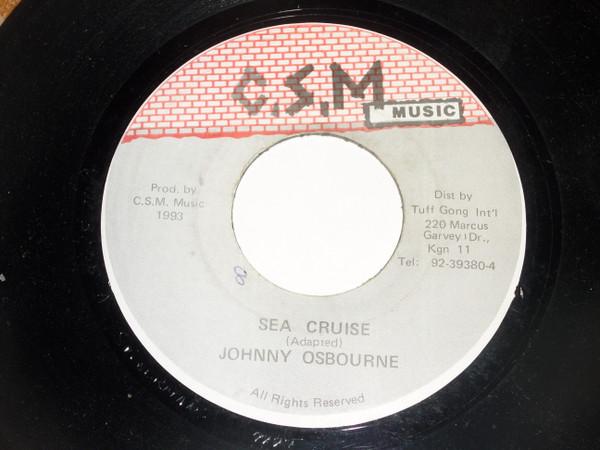 C.S.M
MUSIC
Prod. by
C.S.M. Music
1993
Dist by
Tuff Gong Int'l
220 Marcus
Garvey Dr.,
Kgn 11
Tel: 92-39380-4
8
SEA CRUISE
(Adapted)
JOHNNY OSBOURNE
All Rights Reserved